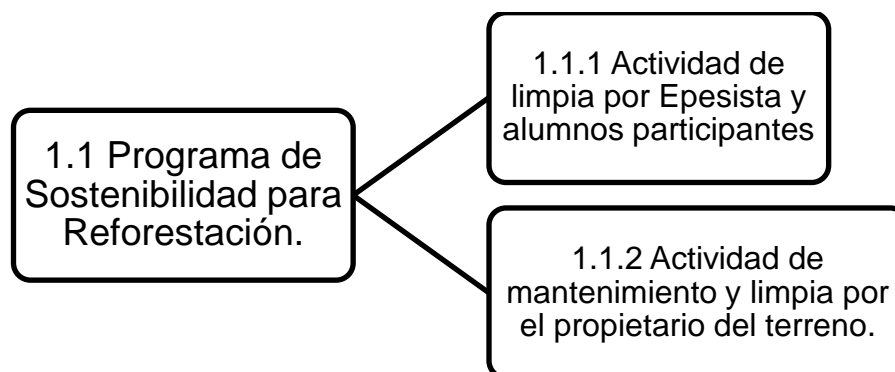 1.1 Programa de
Sostenibilidad para
Reforestación.
1.1.1 Actividad de
limpia por Epesista y
alumnos participantes
1.1.2 Actividad de
mantenimiento y limpia por
el propietario del terreno.